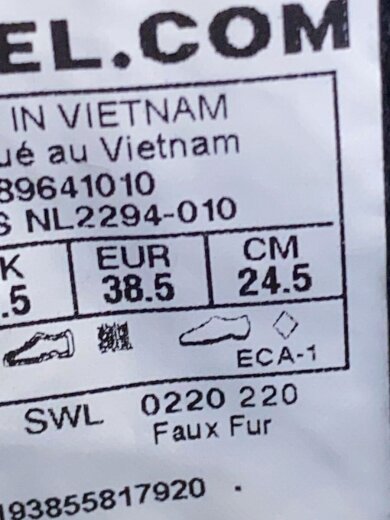 EL.COM
IN VIETNAM
ué au Vietnam
89641010
S NL2294-010
K EUR CM
.5 38.5 24.5
ECA-1
SWL 0220 220
Faux Fur
193855817920 .